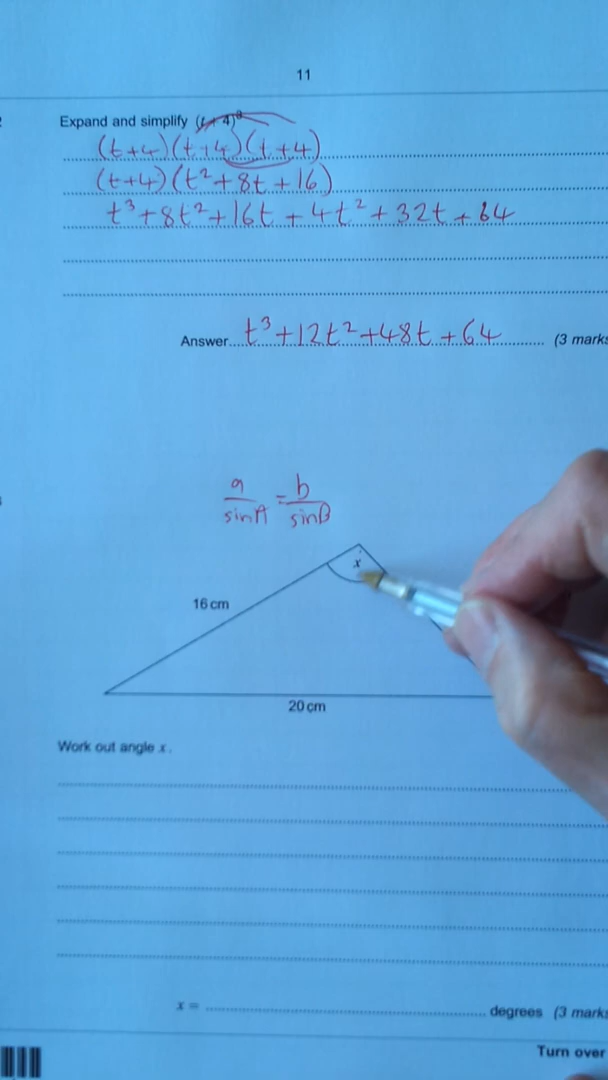 11
Expand and simplify (t + 4)³
(t+4)(t+4)(t+4)
(t+4)(t²+8t+16)
t³+8t²+16t+4t²+32t+64
Answer t³+12t²+48t+64 (3 marks
a/sinA = b/sinB
x
16 cm
20 cm
Work out angle x.
x = degrees (3 marks
Turn over